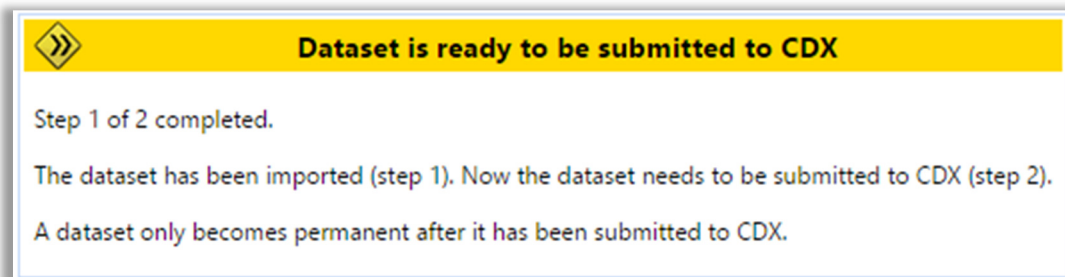 Dataset is ready to be submitted to CDX
Step 1 of 2 completed.
The dataset has been imported (step 1). Now the dataset needs to be submitted to CDX (step 2).
A dataset only becomes permanent after it has been submitted to CDX.